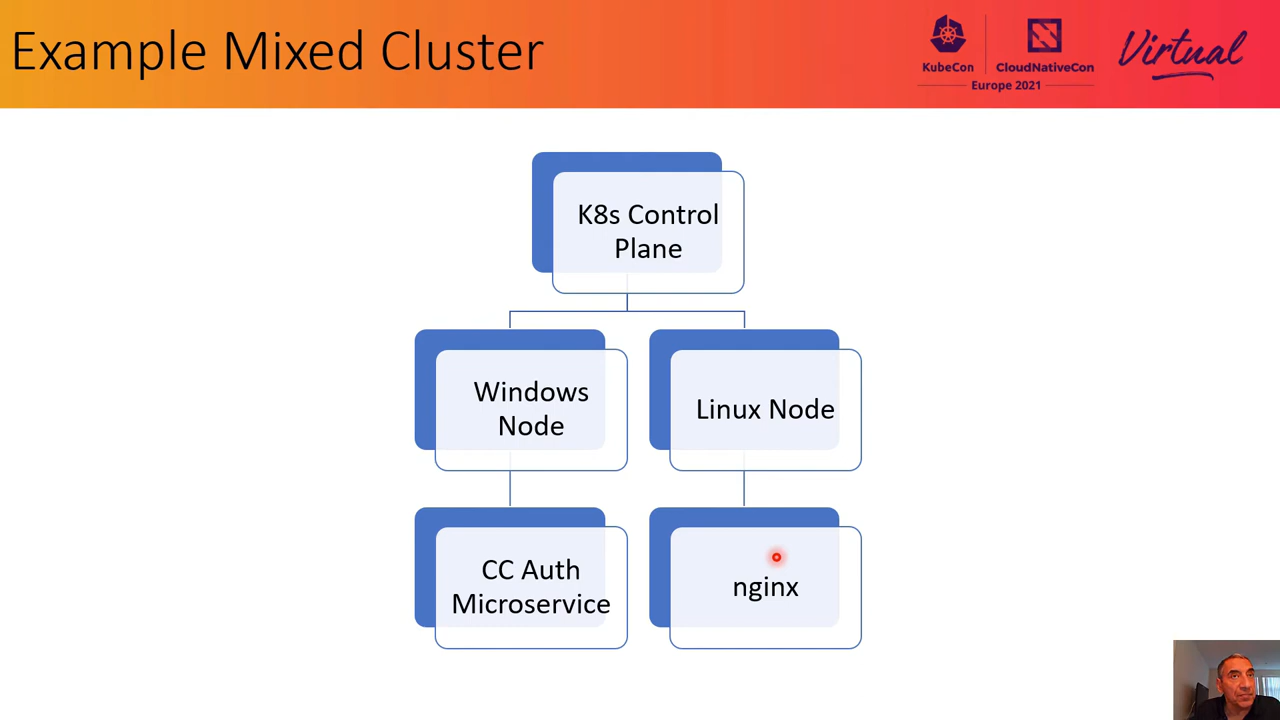 Example Mixed Cluster
KubeCon
CloudNativeCon
Europe 2021
Virtual
K8s Control
Plane
Windows
Node
Linux Node
CC Auth
Microservice
nginx